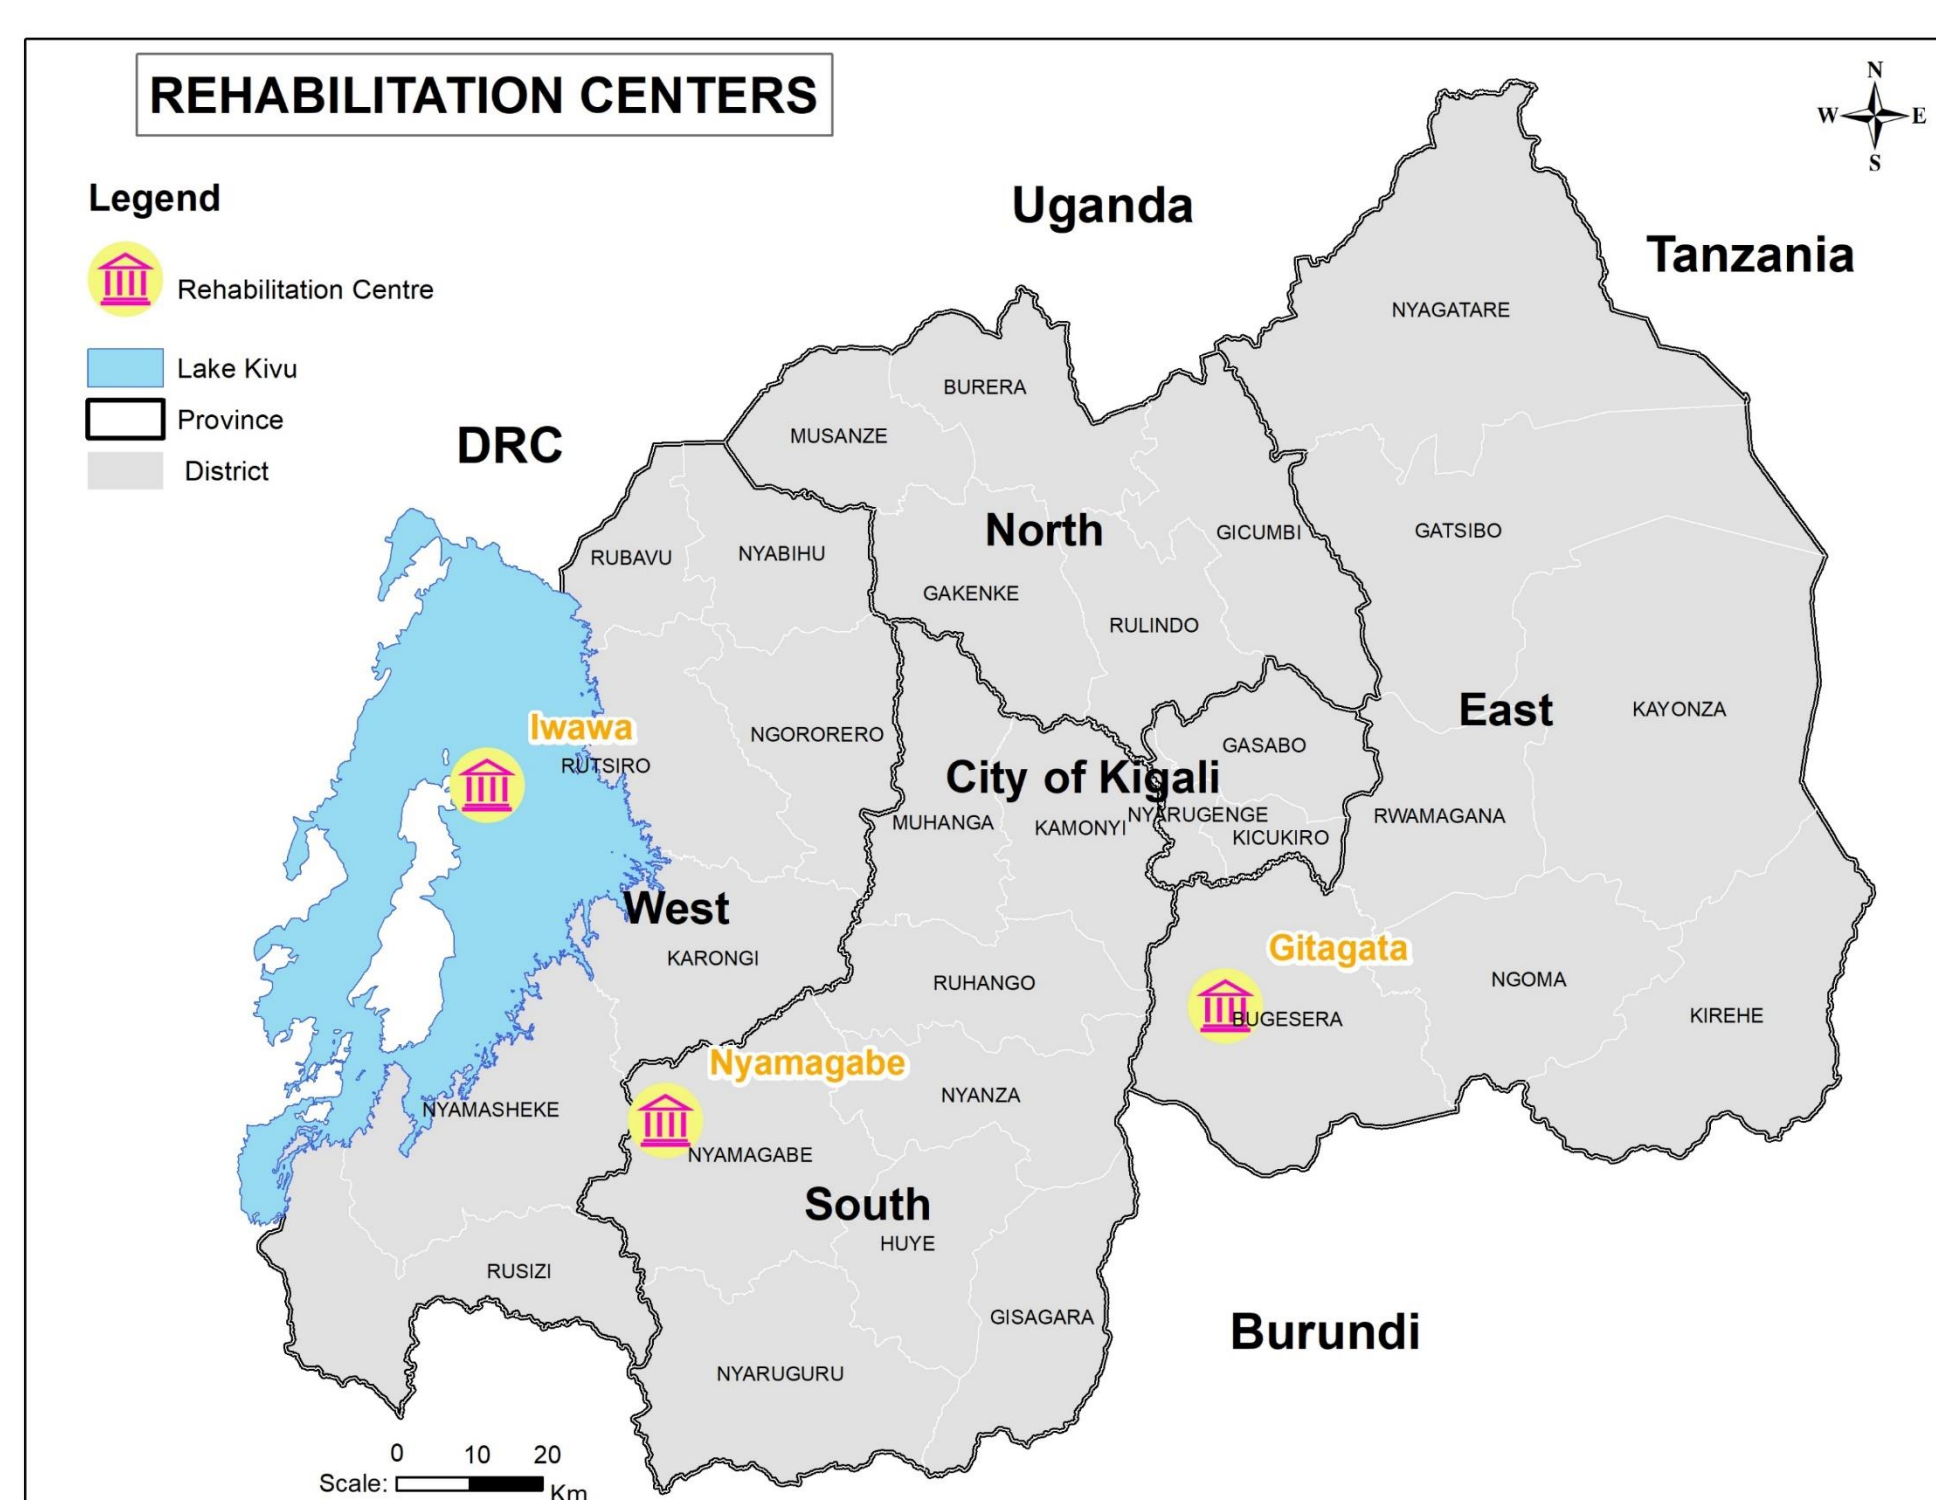 REHABILITATION CENTERS
N
W E
S
Legend
Rehabilitation Centre
Lake Kivu
Province
District
Uganda
Tanzania
DRC
NYAGATARE
BURERA
MUSANZE
North
GICUMBI
GATSIBO
RUBAVU
NYABIHU
GAKENKE
RULINDO
East
KAYONZA
Iwawa
NGORORERO
GASABO
RUTSIRO
City of Kigali
MUHANGA
KAMONYI
NYARUGENGE
RWAMAGANA
KICUKIRO
West
Gitagata
KARONGI
RUHANGO
NGOMA
BUGESERA
KIREHE
Nyamagabe
NYANZA
NYAMASHEKE
NYAMAGABE
South
HUYE
RUSIZI
GISAGARA
Burundi
NYARUGURU
0 10 20
Scale:
Km